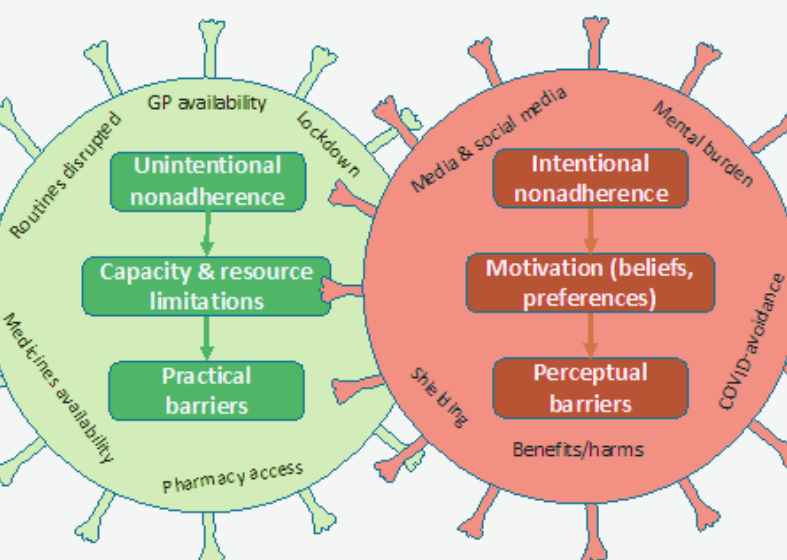 GP availability
Routines disrupted
Lockdown
Unintentional
nonadherence
Capacity & resource
limitations
Practical
barriers
Medicines availability
Pharmacy access
Media & social media
Mental burden
Intentional
nonadherence
Motivation (beliefs,
preferences)
Perceptual
barriers
Shielding
COVID-avoidance
Benefits/harms